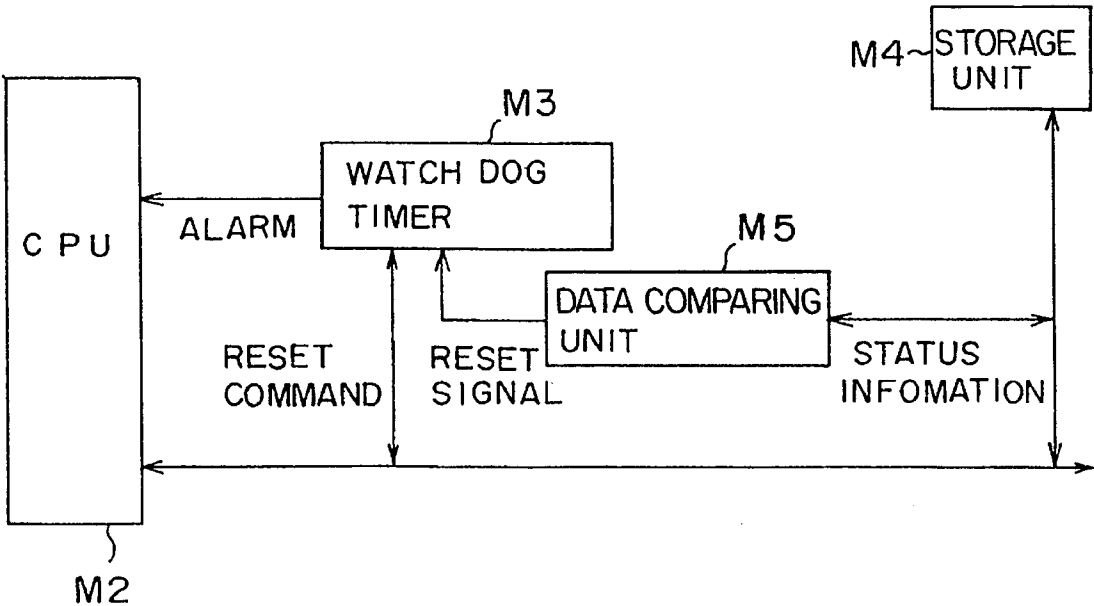 M4
STORAGE
UNIT
M3
WATCH DOG
TIMER
ALARM
CPU
M5
DATA COMPARING
UNIT
RESET
COMMAND
RESET
SIGNAL
STATUS
INFOMATION
M2